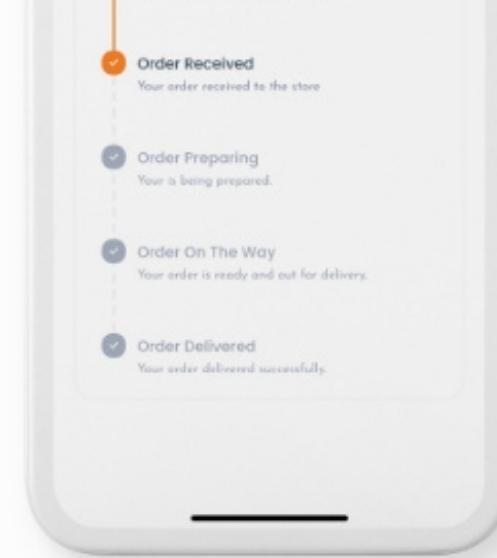 Order Received
Your order received to the store
Order Preparing
Your is being prepared.
Order On The Way
Your order is ready and out for delivery.
Order Delivered
Your order delivered successfully.